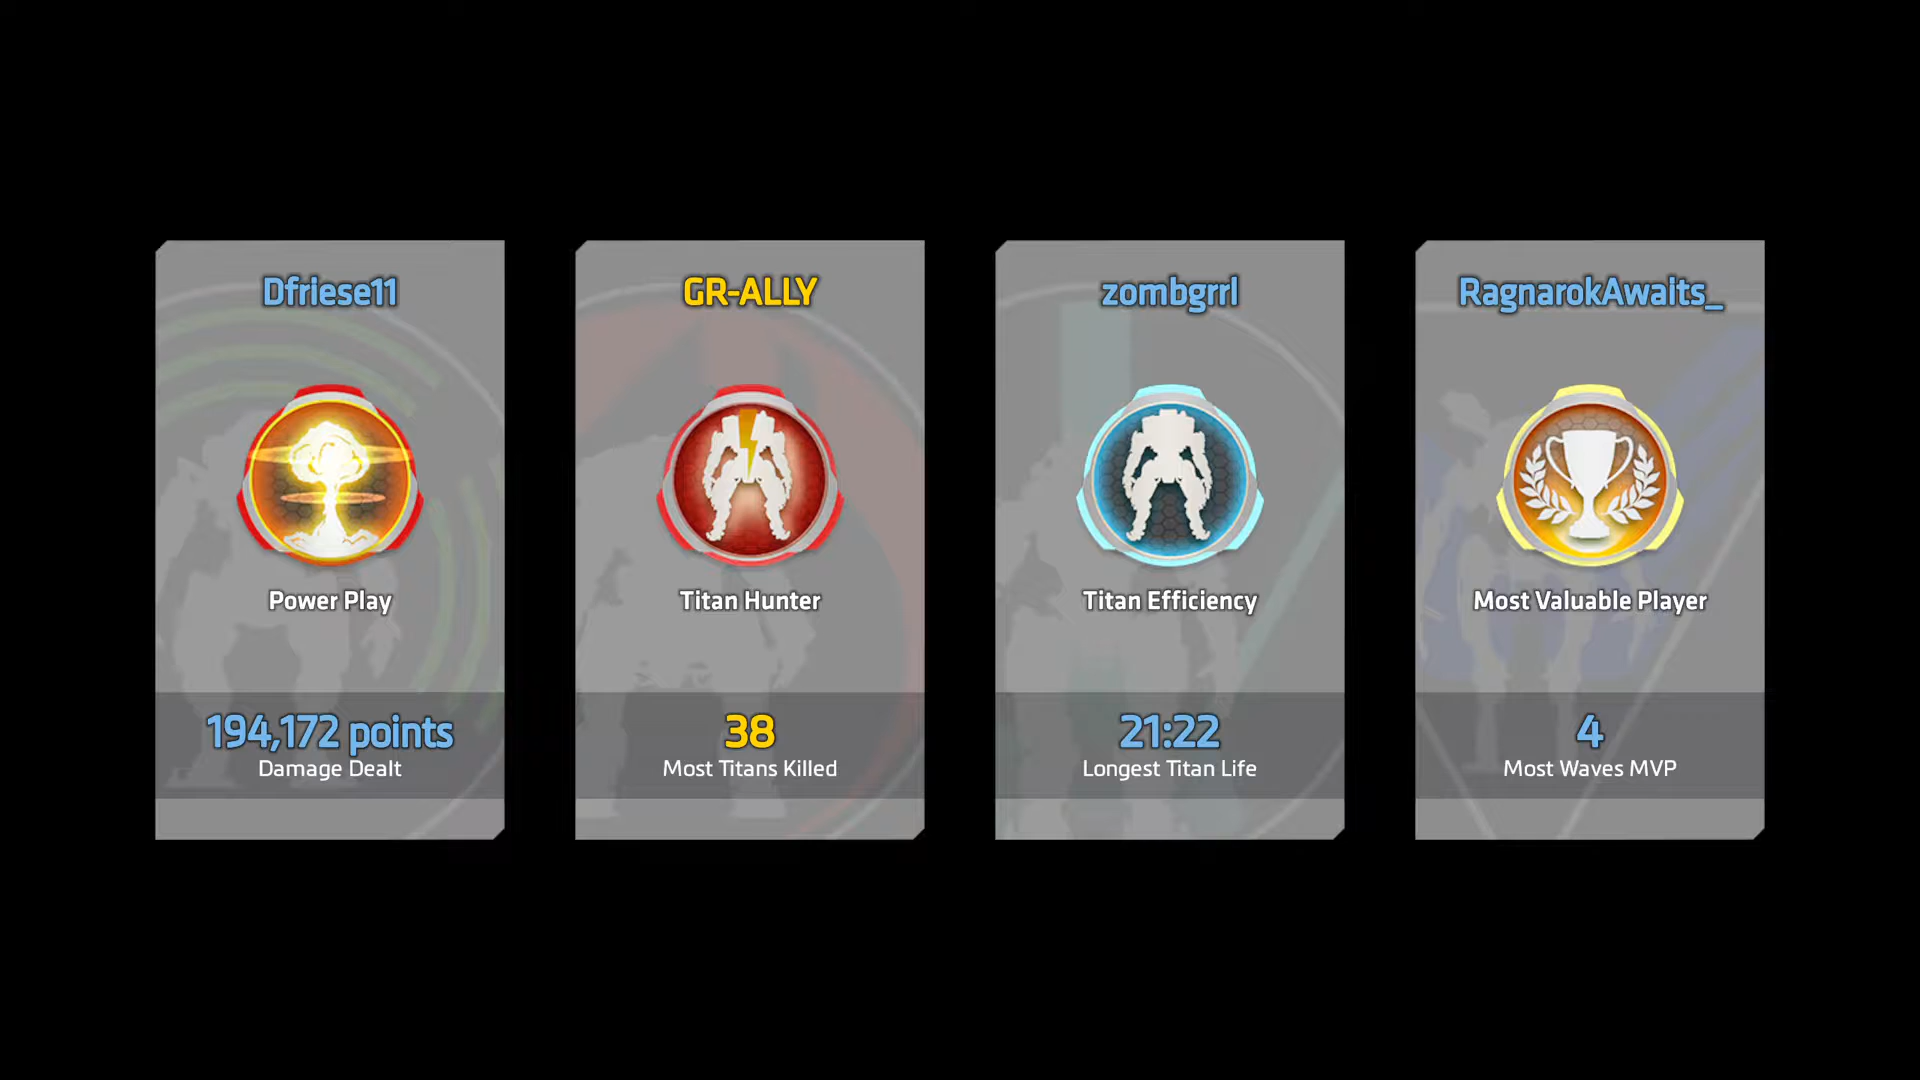 Dfriese11
Power Play
194,172 points
Damage Dealt
GR-ALLY
Titan Hunter
38
Most Titans Killed
zombgrrl
Titan Efficiency
21:22
Longest Titan Life
RagnarokAwaits_
Most Valuable Player
4
Most Waves MVP